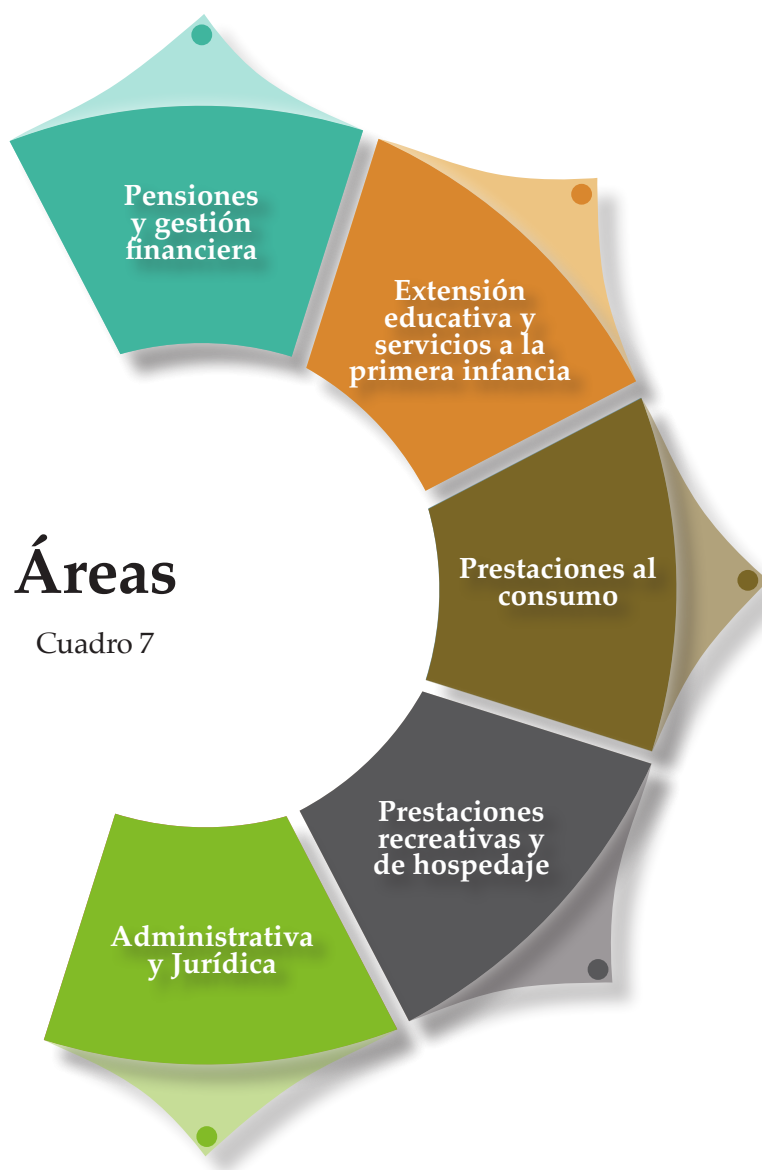 Pensiones
y gestión
financiera
Extensión
educativa y
servicios a la
primera infancia
Áreas
Cuadro 7
Prestaciones al
consumo
Prestaciones
recreativas y
de hospedaje
Administrativa
y Jurídica